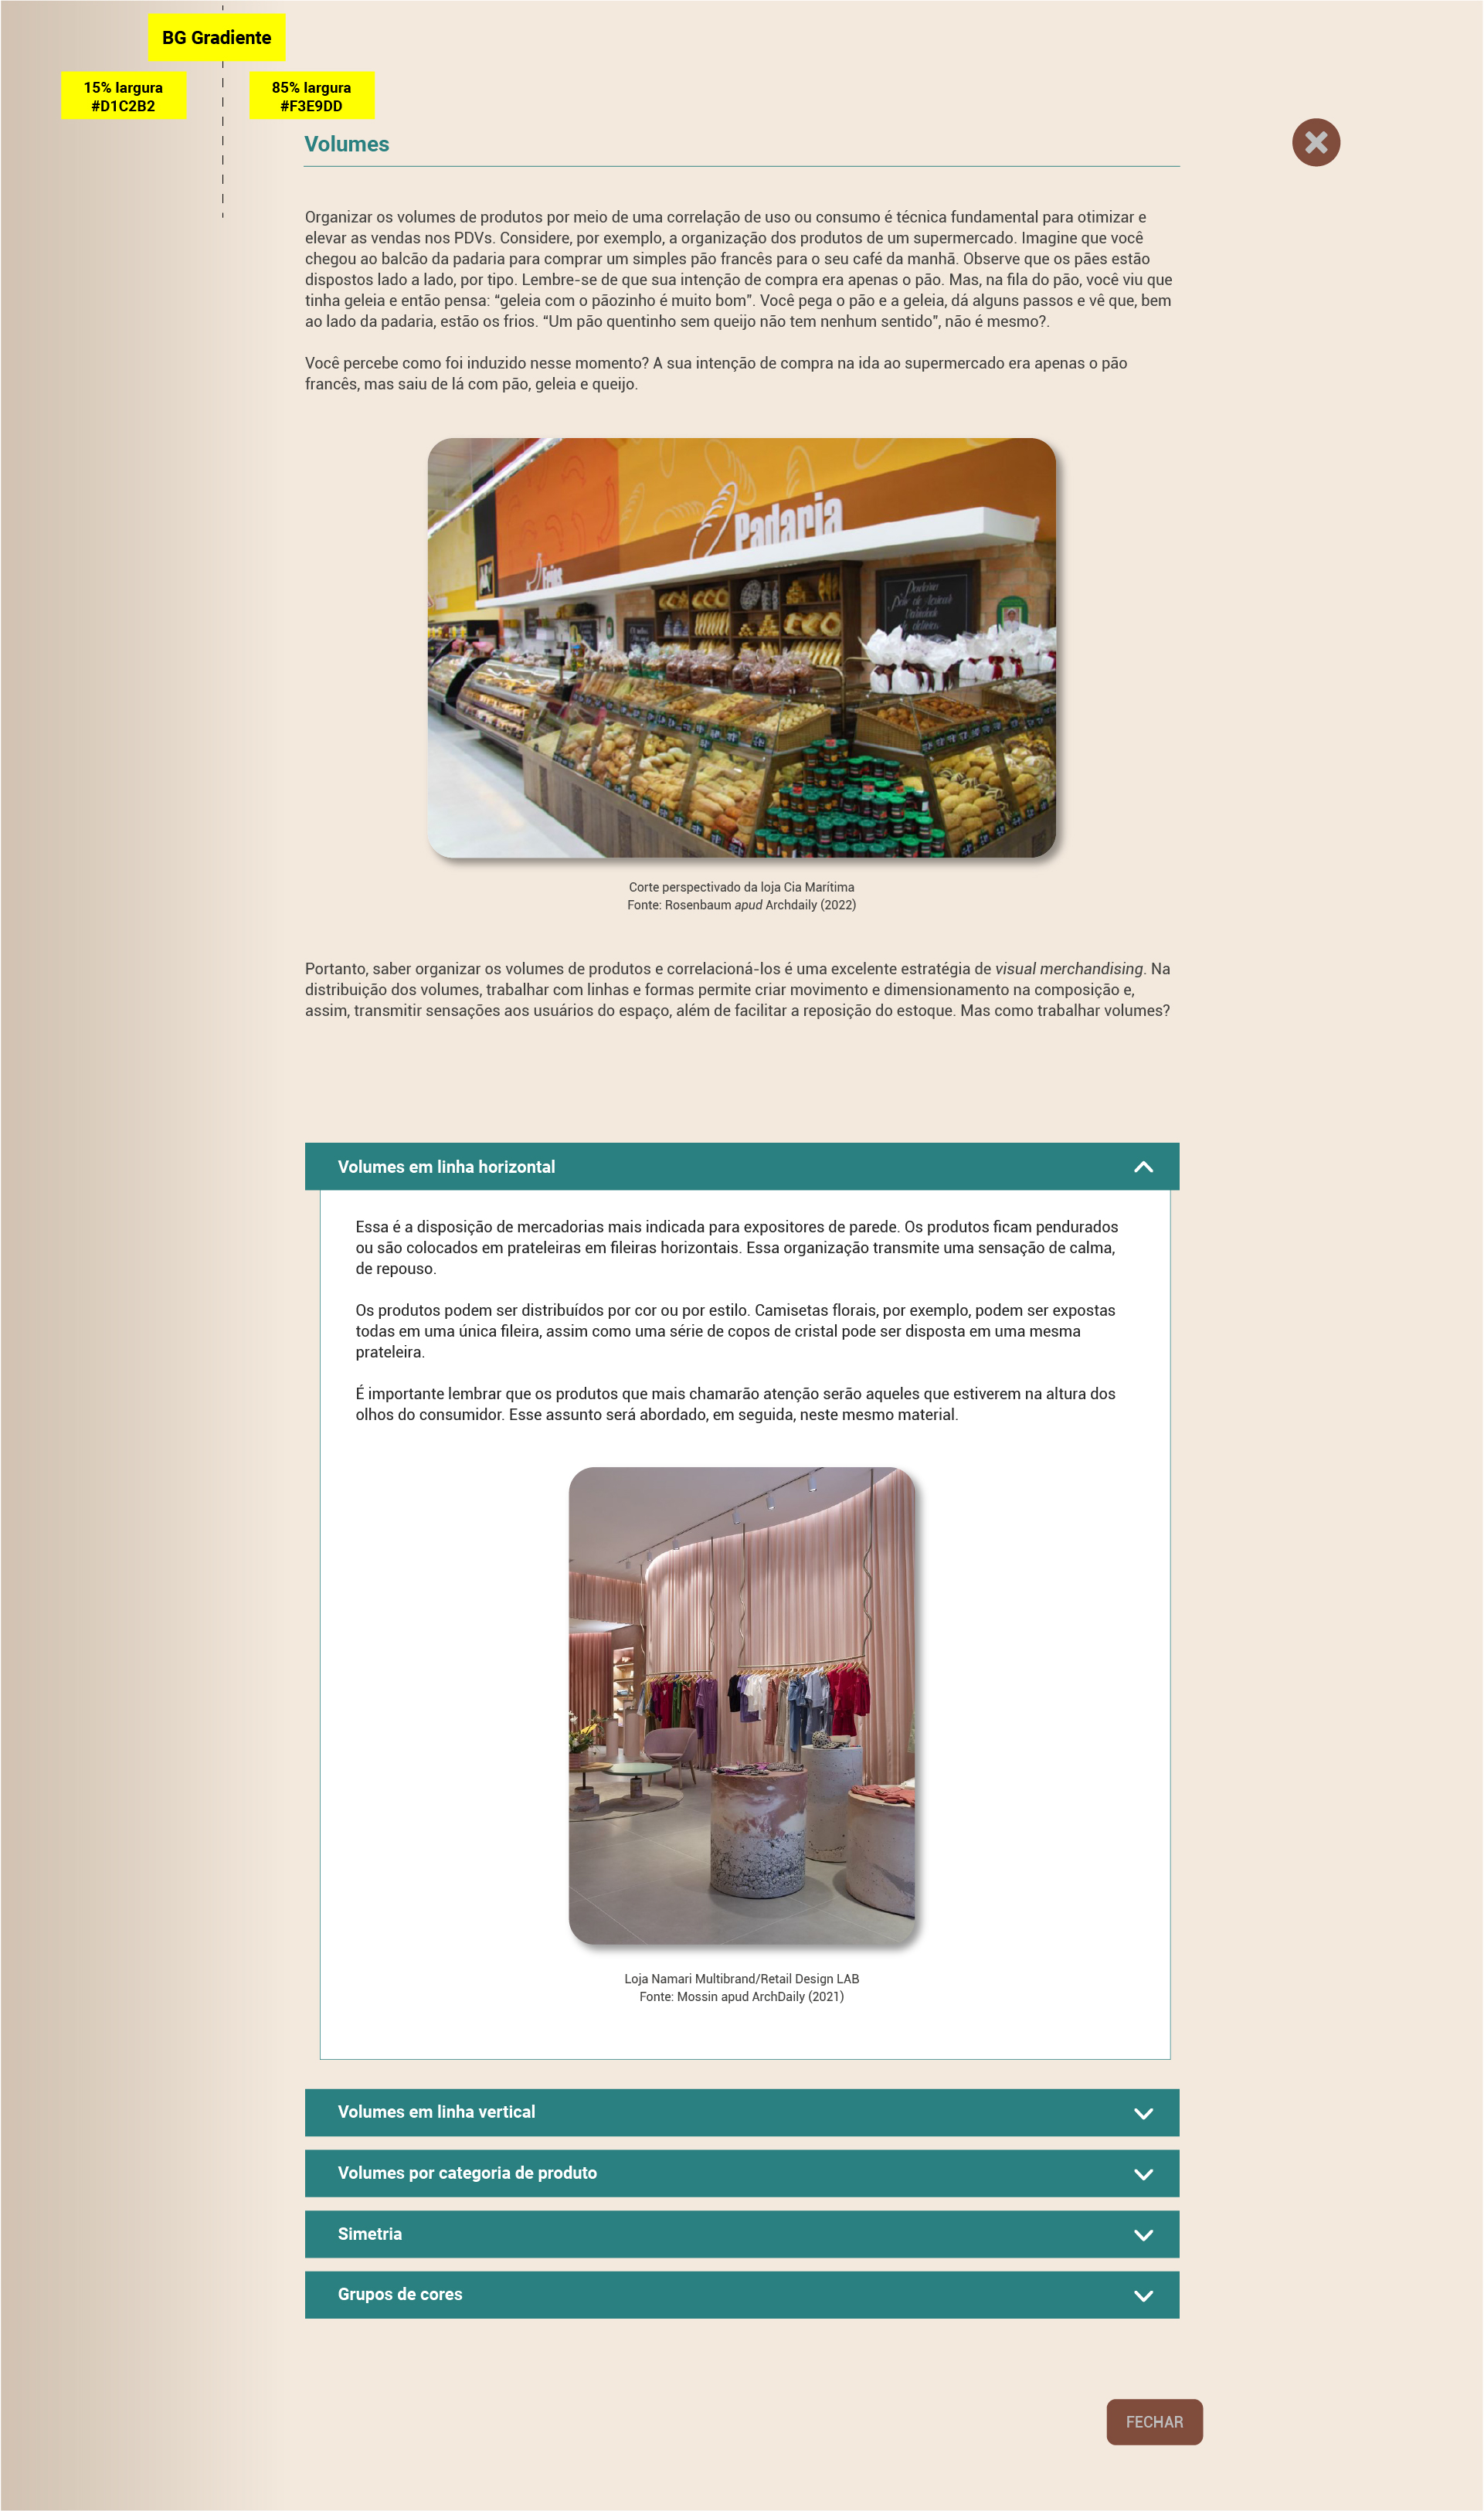 BG Gradiente
15% largura
#D1C2B2
85% largura
#F3E9DD
Volumes
Organizar os volumes de produtos por meio de uma correlação de uso ou consumo é técnica fundamental para otimizar e
elevar as vendas nos PDVs. Considere, por exemplo, a organização dos produtos de um supermercado. Imagine que você
chegou ao balcão da padaria para comprar um simples pão francês para o seu café da manhã. Observe que os pães estão
dispostos lado a lado, por tipo. Lembre-se de que sua intenção de compra era apenas o pão. Mas, na fila do pão, você viu que
tinha geleia e então pensa: “geleia com o pãozinho é muito bom”. Você pega o pão e a geleia, dá alguns passos e vê que, bem
ao lado da padaria, estão os frios. “Um pão quentinho sem queijo não tem nenhum sentido”, não é mesmo?.
Você percebe como foi induzido nesse momento? A sua intenção de compra na ida ao supermercado era apenas o pão
francês, mas saiu de lá com pão, geleia e queijo.
Padaria
Frios
Corte perspectivado da loja Cia Marítima
Fonte: Rosenbaum apud Archdaily (2022)
Portanto, saber organizar os volumes de produtos e correlacioná-los é uma excelente estratégia de visual merchandising. Na
distribuição dos volumes, trabalhar com linhas e formas permite criar movimento e dimensionamento na composição e,
assim, transmitir sensações aos usuários do espaço, além de facilitar a reposição do estoque. Mas como trabalhar volumes?
Volumes em linha horizontal
Essa é a disposição de mercadorias mais indicada para expositores de parede. Os produtos ficam pendurados
ou são colocados em prateleiras em fileiras horizontais. Essa organização transmite uma sensação de calma,
de repouso.
Os produtos podem ser distribuídos por cor ou por estilo. Camisetas florais, por exemplo, podem ser expostas
todas em uma única fileira, assim como uma série de copos de cristal pode ser disposta em uma mesma
prateleira.
É importante lembrar que os produtos que mais chamarão atenção serão aqueles que estiverem na altura dos
olhos do consumidor. Esse assunto será abordado, em seguida, neste mesmo material.
Loja Namari Multibrand/Retail Design LAB
Fonte: Mossin apud ArchDaily (2021)
Volumes em linha vertical
Volumes por categoria de produto
Simetria
Grupos de cores
FECHAR